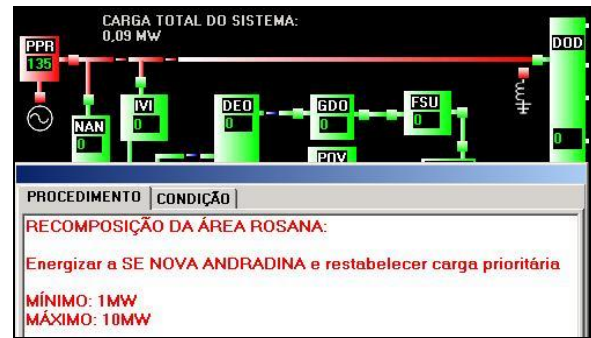 CARGA TOTAL DO SISTEMA:
0,09 MW
PPR
135
DOD
0
NAN
0
IVI
0
DEO
0
GDO
0
FSU
0
POV
PROCEDIMENTO CONDIÇÃO
RECOMPOSIÇÃO DA ÁREA ROSANA:
Energizar a SE NOVA ANDRADINA e restabelecer carga prioritária
MÍNIMO: 1MW
MÁXIMO: 10MW